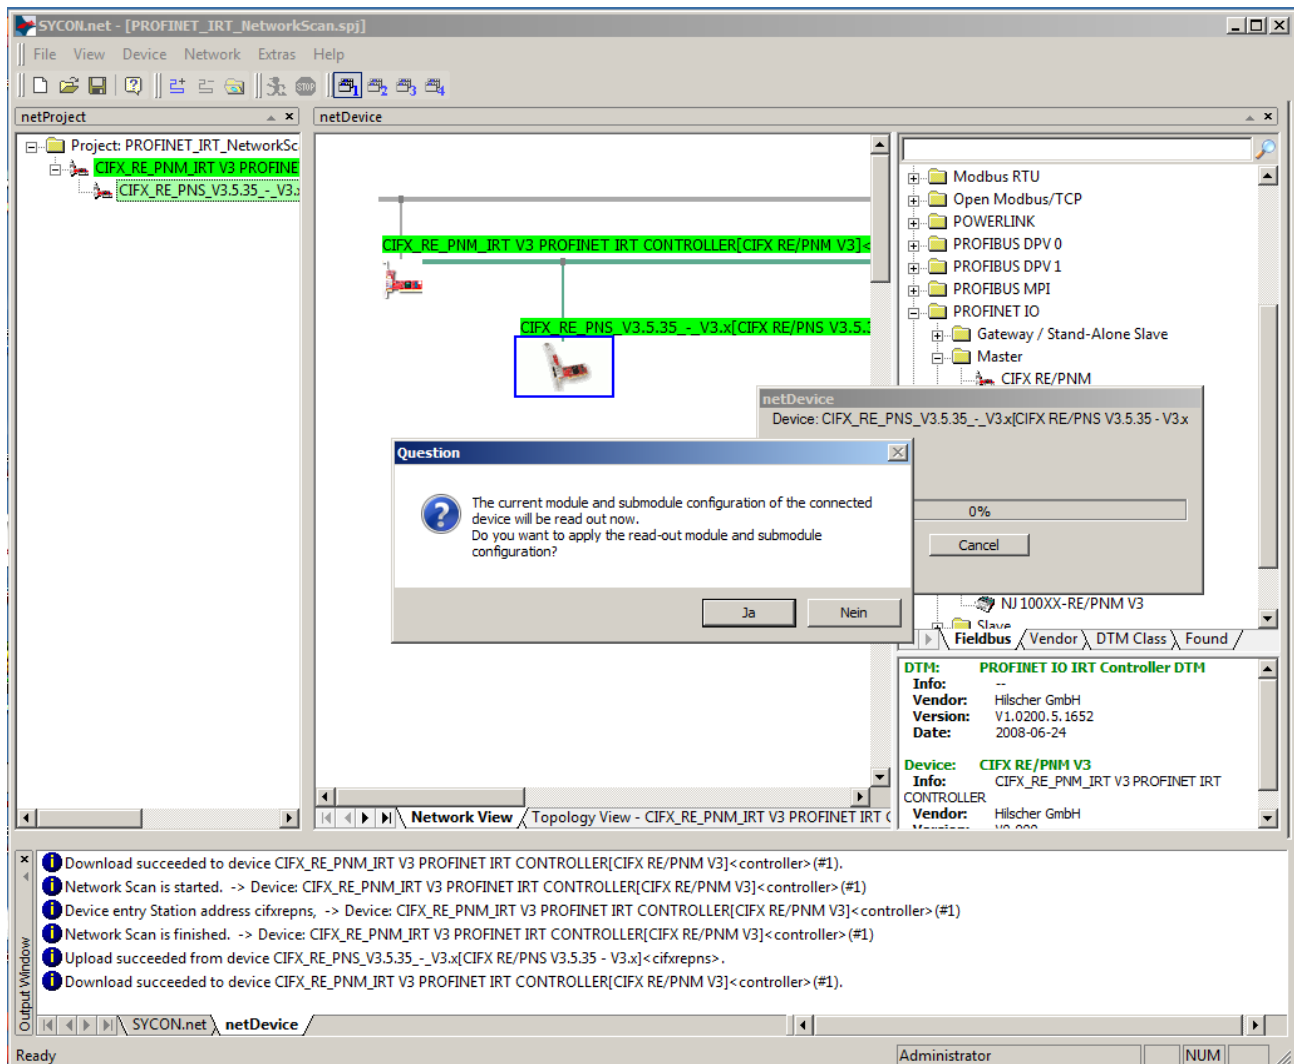 SYCON.net - [PROFINET_IRT_NetworkScan.spj]
File View Device Network Extras Help
netProject
netDevice
Project: PROFINET_IRT_NetworkSc
CIFX_RE_PNM_IRT V3 PROFINE
CIFX_RE_PNS_V3.5.35_-_V3.
CIFX_RE_PNM_IRT V3 PROFINET IRT CONTROLLER[CIFX RE/PNM V3]<
CIFX_RE_PNS_V3.5.35_-_V3.x[CIFX RE/PNS V3.5.
Modbus RTU
Open Modbus/TCP
POWERLINK
PROFIBUS DPV0
PROFIBUS DPV1
PROFIBUS MPI
PROFINET IO
Gateway / Stand-Alone Slave
Master
CIFX RE/PNM
netDevice
Device: CIFX_RE_PNS_V3.5.35_-_V3.x[CIFX RE/PNS V3.5.35 - V3.x
0%
Cancel
Question
The current module and submodule configuration of the connected
device will be read out now.
Do you want to apply the read-out module and submodule
configuration?
Ja Nein
NJ 100XX-RE/PNM V3
Slave
Fieldbus Vendor DTM Class Found
DTM: PROFINET IO IRT Controller DTM
Info: --
Vendor: Hilscher GmbH
Version: V1.0200.5.1652
Date: 2008-06-24
Device: CIFX RE/PNM V3
Info: CIFX_RE_PNM_IRT V3 PROFINET IRT
CONTROLLER
Vendor: Hilscher GmbH
Network View Topology View - CIFX_RE_PNM_IRT V3 PROFINET IRT C
Output Window
Download succeeded to device CIFX_RE_PNM_IRT V3 PROFINET IRT CONTROLLER[CIFX RE/PNM V3]<controller>(#1).
Network Scan is started. -> Device: CIFX_RE_PNM_IRT V3 PROFINET IRT CONTROLLER[CIFX RE/PNM V3]<controller>(#1)
Device entry Station address cifxrepns, -> Device: CIFX_RE_PNM_IRT V3 PROFINET IRT CONTROLLER[CIFX RE/PNM V3]<controller>(#1)
Network Scan is finished. -> Device: CIFX_RE_PNM_IRT V3 PROFINET IRT CONTROLLER[CIFX RE/PNM V3]<controller>(#1)
Upload succeeded from device CIFX_RE_PNS_V3.5.35_-_V3.x[CIFX RE/PNS V3.5.35 - V3.x]<cifxrepns>.
Download succeeded to device CIFX_RE_PNM_IRT V3 PROFINET IRT CONTROLLER[CIFX RE/PNM V3]<controller>(#1).
SYCON.net netDevice
Ready
Administrator
NUM